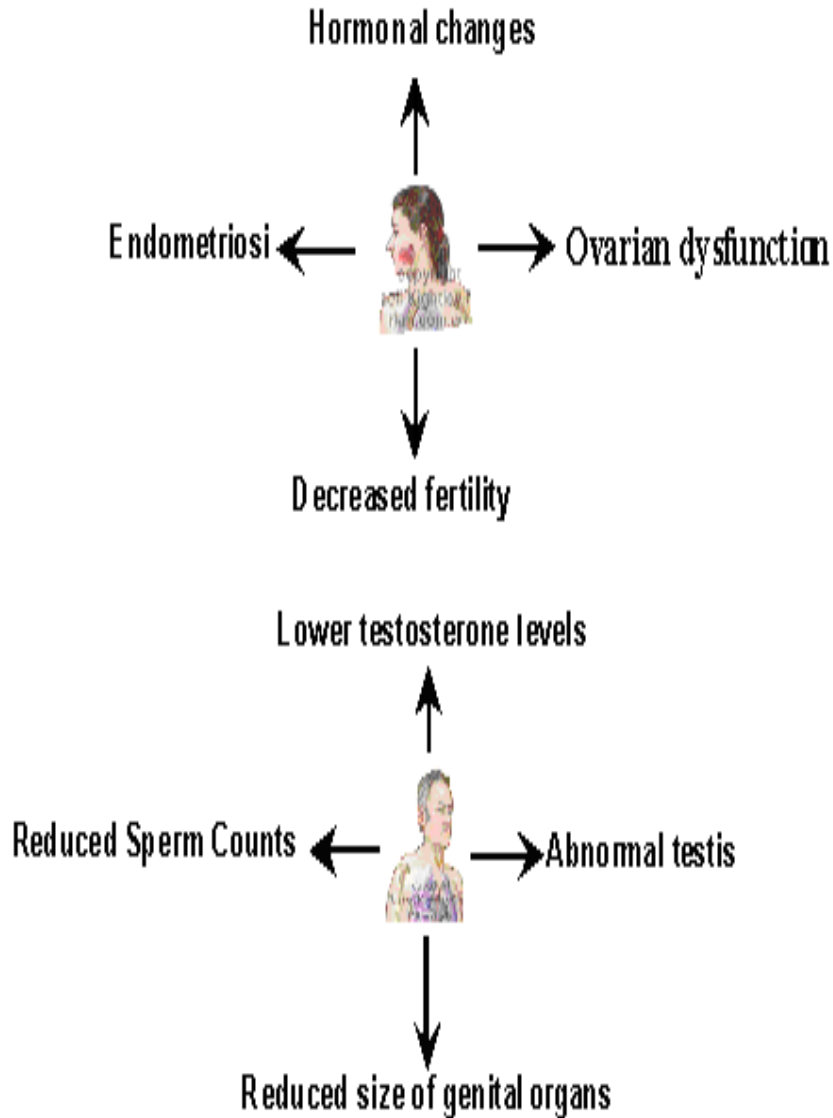 Hormonal changes
Endometriosi
Ovarian dysfunction
Decreased fertility
Lower testosterone levels
Reduced Sperm Counts
Abnormal testis
Reduced size of genital organs